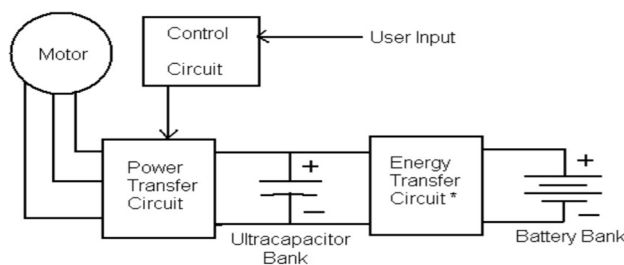 Motor
Control
Circuit
User Input
Power
Transfer
Circuit
+
−
Ultracapacitor
Bank
Energy
Transfer
Circuit *
+
−
Battery Bank